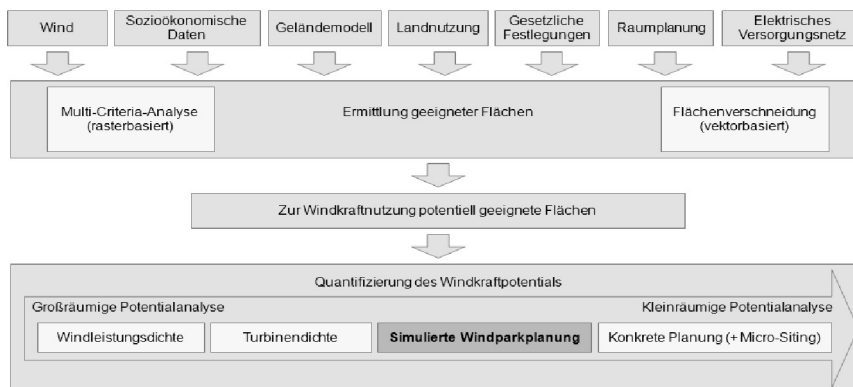 Wind
Sozioökonomische
Daten
Geländemodell
Landnutzung
Gesetzliche
Festlegungen
Raumplanung
Elektrisches
Versorgungsnetz
Multi-Criteria-Analyse
(rasterbasiert)
Ermittlung geeigneter Flächen
Flächenverschneidung
(vektorbasiert)
Zur Windkraftnutzung potentiell geeignete Flächen
Quantifizierung des Windkraftpotentials
Großräumige Potentialanalyse
Kleinräumige Potentialanalyse
Windleistungsdichte
Turbinendichte
Simulierte Windparkplanung
Konkrete Planung (+ Micro-Siting)